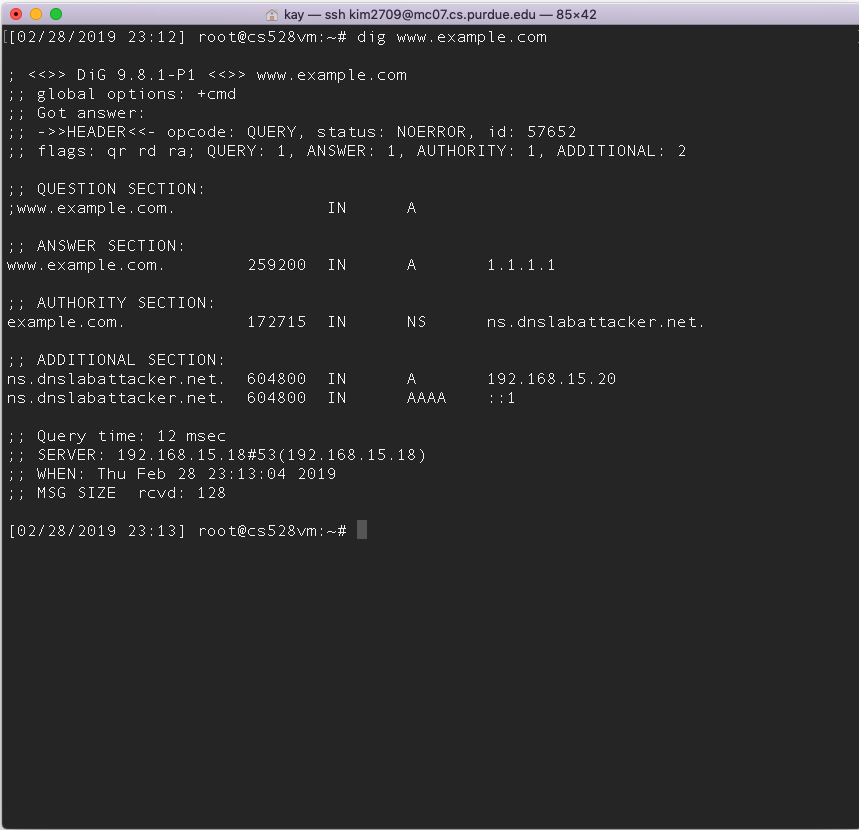 kay — ssh kim2709@mc07.cs.purdue.edu — 85×42
[[02/28/2019 23:12] root@cs528vm:~# dig www.example.com
; <<>> DiG 9.8.1-P1 <<>> www.example.com
;; global options: +cmd
;; Got answer:
;; ->>HEADER<<- opcode: QUERY, status: NOERROR, id: 57652
;; flags: qr rd ra; QUERY: 1, ANSWER: 1, AUTHORITY: 1, ADDITIONAL: 2
;; QUESTION SECTION:
;www.example.com. IN A
;; ANSWER SECTION:
www.example.com. 259200 IN A 1.1.1.1
;; AUTHORITY SECTION:
example.com. 172715 IN NS ns.dnslabattacker.net.
;; ADDITIONAL SECTION:
ns.dnslabattacker.net. 604800 IN A 192.168.15.20
ns.dnslabattacker.net. 604800 IN AAAA ::1
;; Query time: 12 msec
;; SERVER: 192.168.15.18#53(192.168.15.18)
;; WHEN: Thu Feb 28 23:13:04 2019
;; MSG SIZE rcvd: 128
[02/28/2019 23:13] root@cs528vm:~#